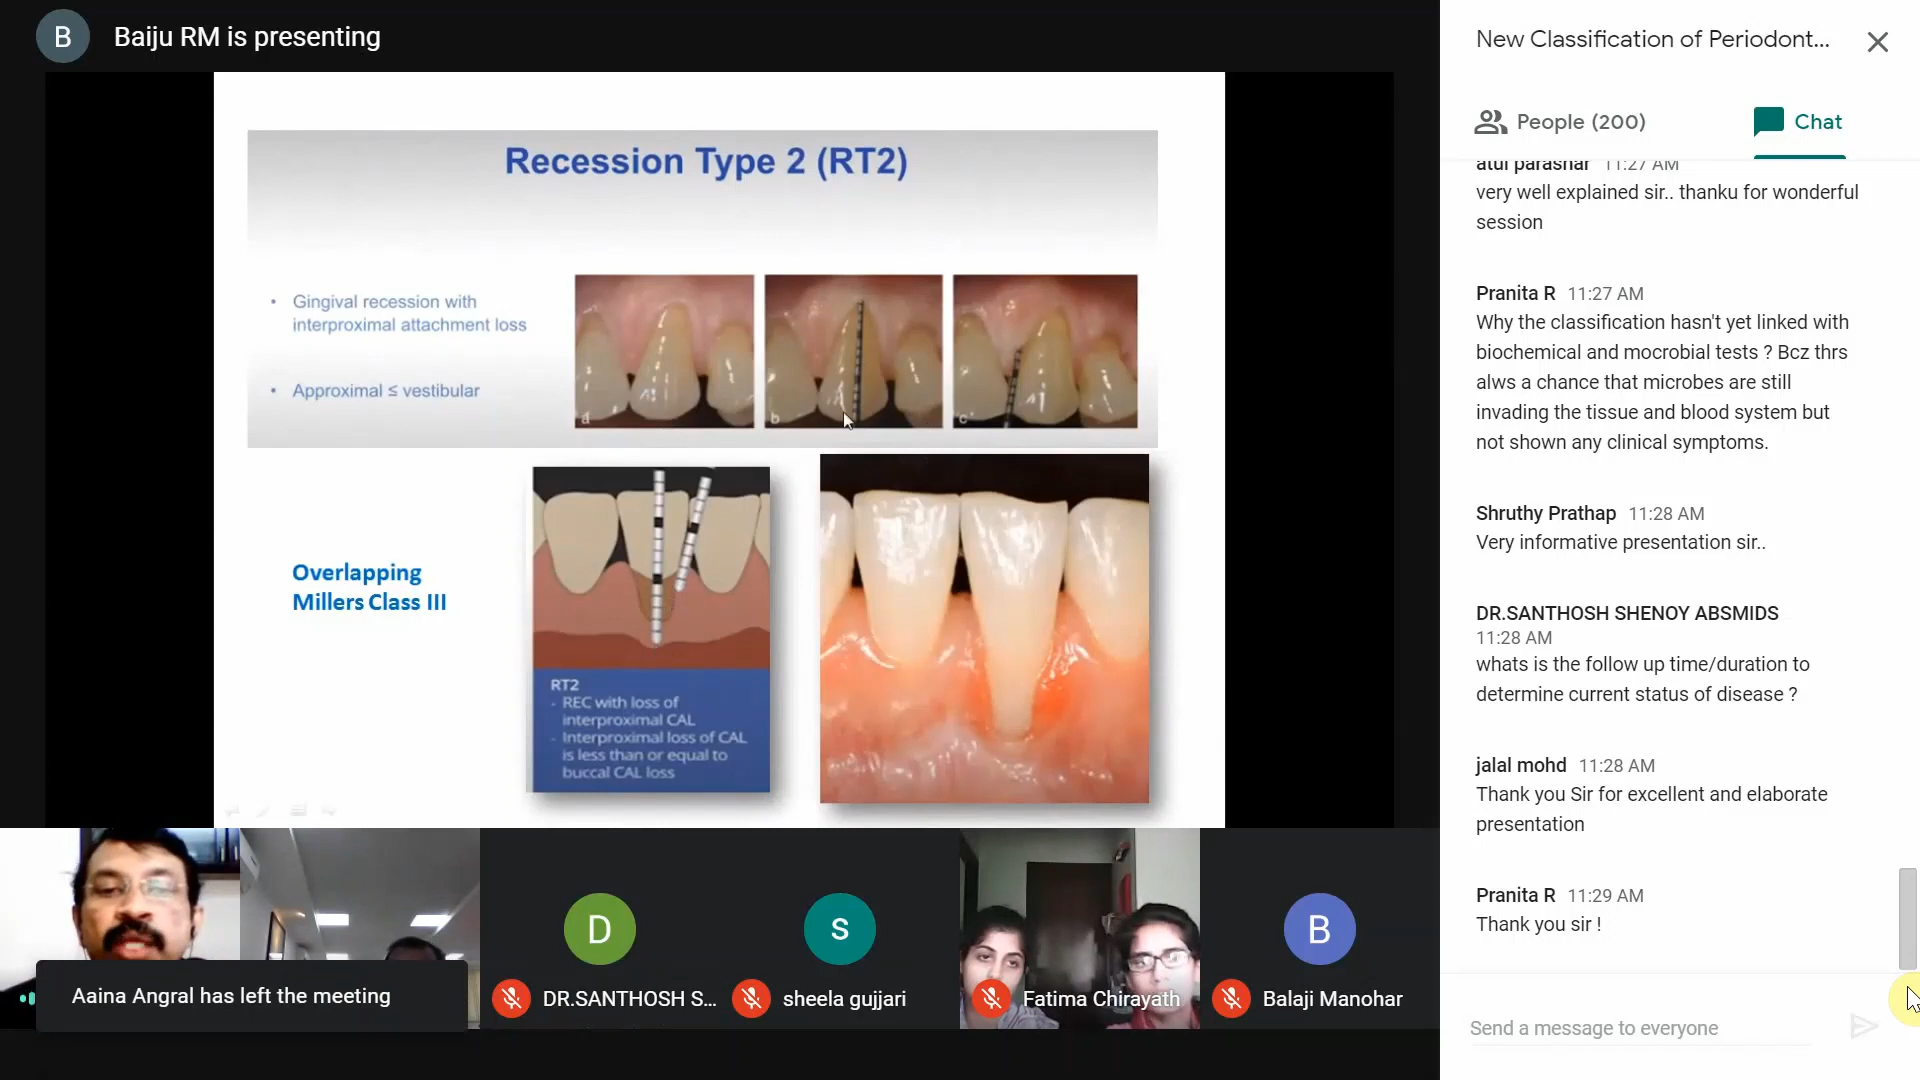 B
Baiju RM is presenting
Recession Type 2 (RT2)
• Gingival recession with
interproximal attachment loss
• Approximal ≤ vestibular
a
b
c
Overlapping
Millers Class III
RT2
- REC with loss of
interproximal CAL
- Interproximal loss of CAL
is less than or equal to
buccal CAL loss
Aaina Angral has left the meeting
D
DR.SANTHOSH S...
s
sheela gujjari
Fatima Chirayath
B
Balaji Manohar
New Classification of Periodont...
People (200)
Chat
atul parashar 11:27 AM
very well explained sir.. thanku for wonderful
session
Pranita R 11:27 AM
Why the classification hasn't yet linked with
biochemical and mocrobial tests ? Bcz thrs
alws a chance that microbes are still
invading the tissue and blood system but
not shown any clinical symptoms.
Shruthy Prathap 11:28 AM
Very informative presentation sir..
DR.SANTHOSH SHENOY ABSMIDS
11:28 AM
whats is the follow up time/duration to
determine current status of disease ?
jalal mohd 11:28 AM
Thank you Sir for excellent and elaborate
presentation
Pranita R 11:29 AM
Thank you sir !
Send a message to everyone